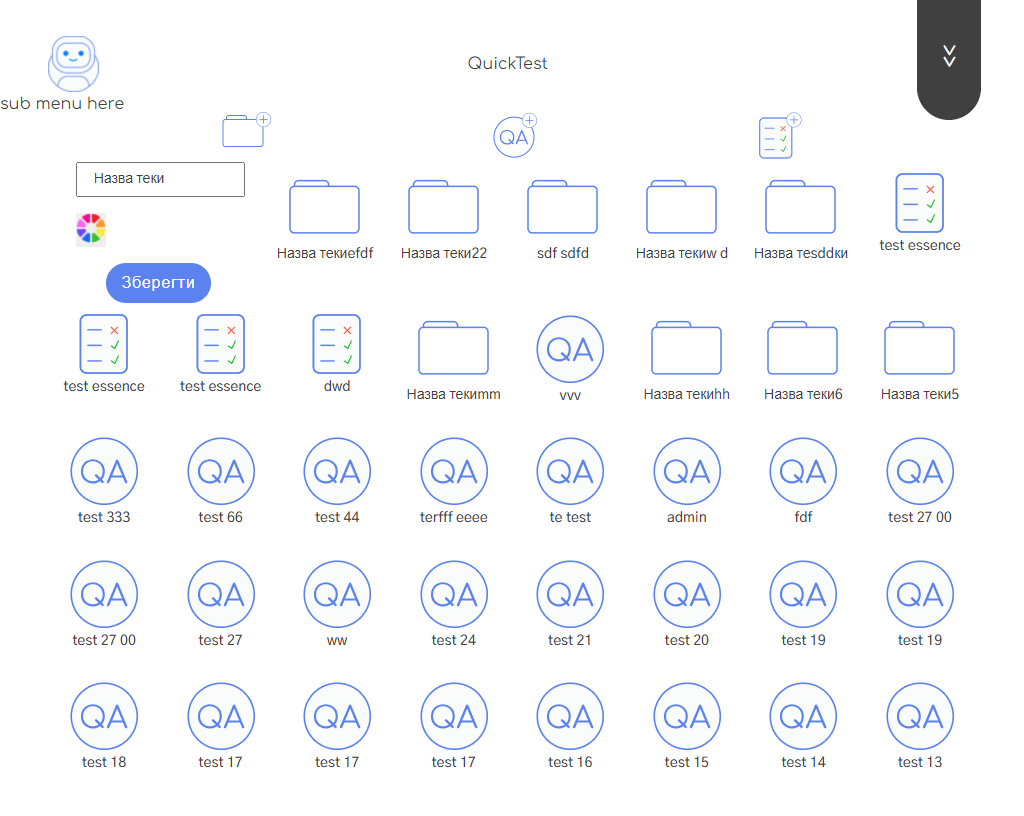 QuickTest
sub menu here
QA
Назва теки
Назва текиefdf
Назва теки22
sdf sdfd
Назва текиw d
Назва тesddки
test essence
Зберегти
test essence
test essence
dwd
Назва текиmm
QA
vvv
Назва текиhh
Назва теки6
Назва теки5
QA QA QA QA QA QA QA QA
test 333
test 66
test 44
terfff eeee
te test
admin
fdf
test 27 00
QA QA QA QA QA QA QA QA
test 27 00
test 27
ww
test 24
test 21
test 20
test 19
test 19
QA QA QA QA QA QA QA QA
test 18
test 17
test 17
test 17
test 16
test 15
test 14
test 13